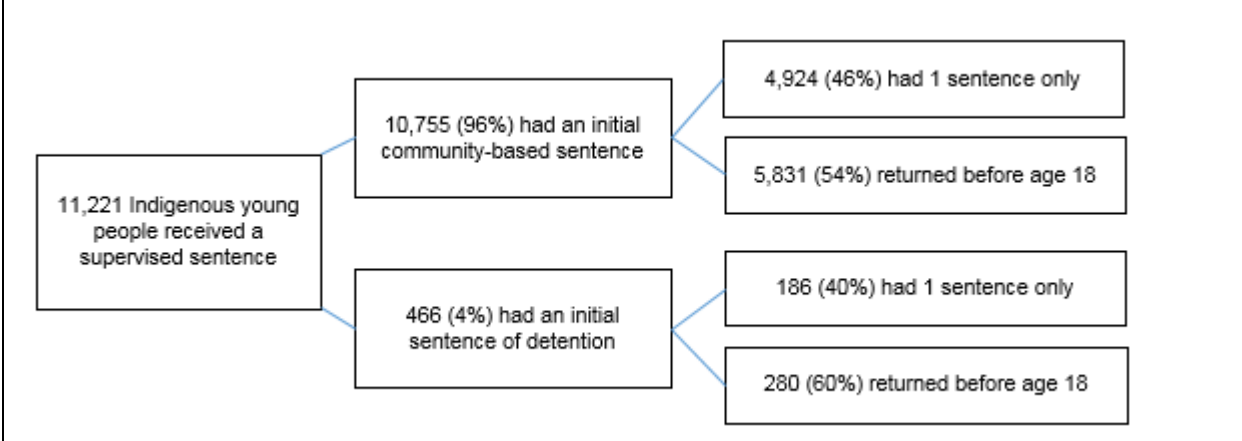 11,221 Indigenous young
people received a
supervised sentence
10,755 (96%) had an initial
community-based sentence
4,924 (46%) had 1 sentence only
5,831 (54%) returned before age 18
466 (4%) had an initial
sentence of detention
186 (40%) had 1 sentence only
280 (60%) returned before age 18